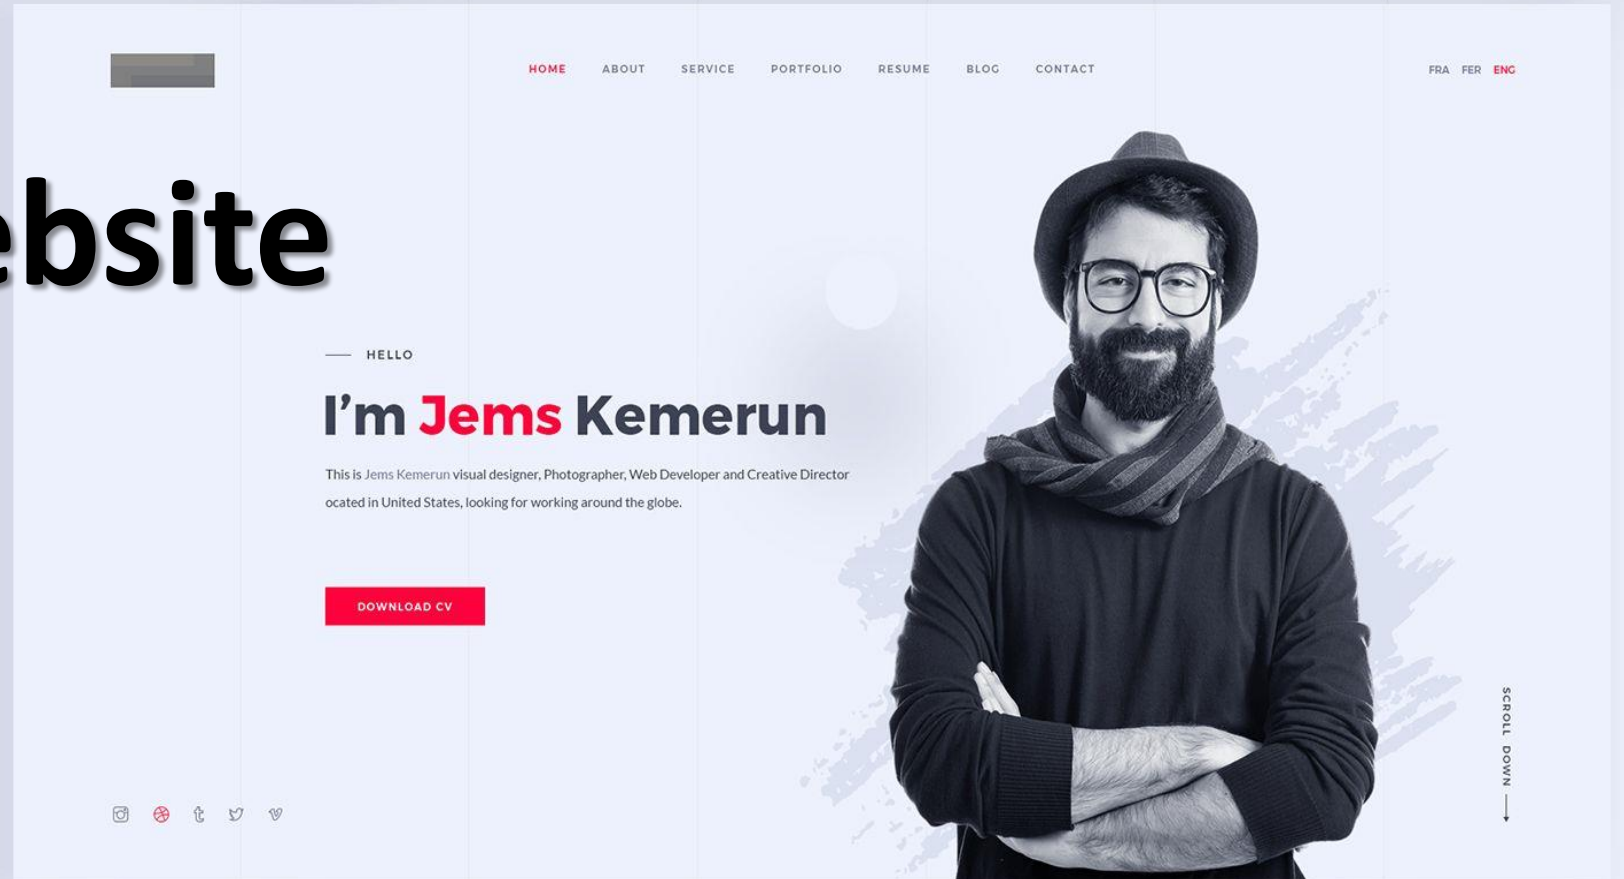 HOME ABOUT SERVICE PORTFOLIO RESUME BLOG CONTACT
FRA FER ENG
ebsite
HELLO
I'm Jems Kemerun
This is Jems Kemerun visual designer, Photographer, Web Developer and Creative Director
ocated in United States, looking for working around the globe.
DOWNLOAD CV
SCROLL DOWN